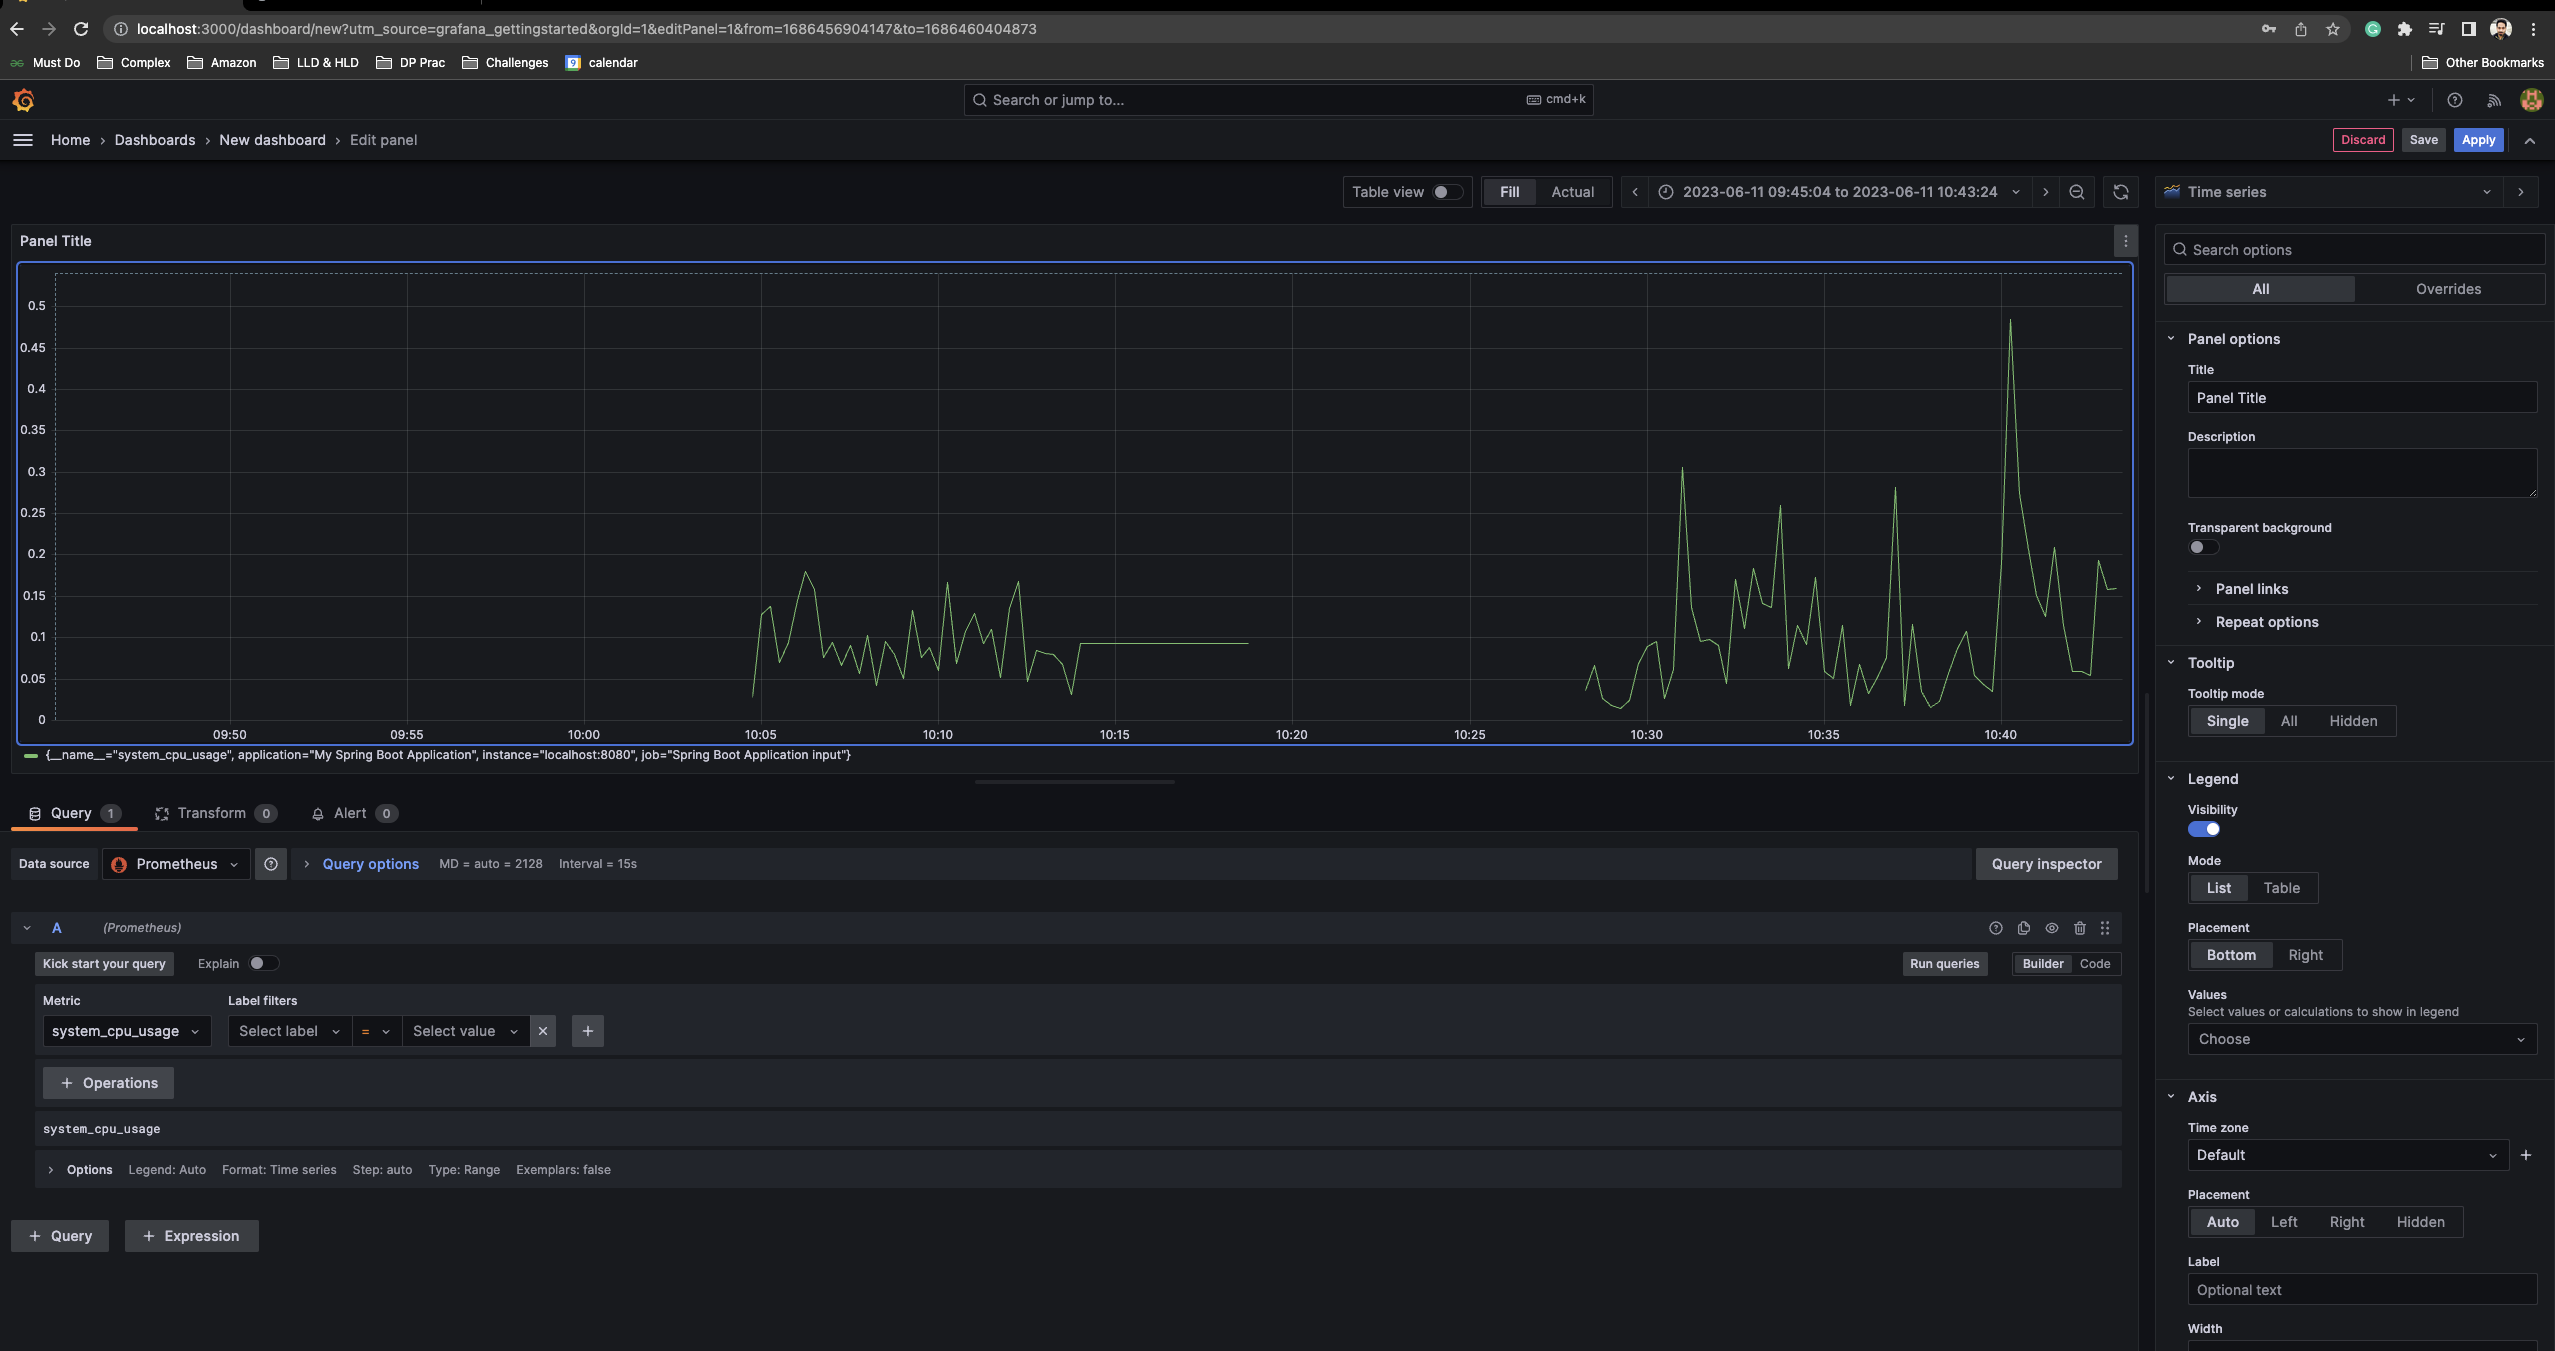 localhost:3000/dashboard/new?utm_source=grafana_gettingstarted&orgId=1&editPanel=1&from=1686456904147&to=1686460404873
Must Do Complex Amazon LLD & HLD DP Prac Challenges 9 calendar Other Bookmarks
Search or jump to... cmd+k
Home › Dashboards › New dashboard › Edit panel Discard Save Apply
Table view Fill Actual 2023-06-11 09:45:04 to 2023-06-11 10:43:24 Time series
Panel Title
Search options
All Overrides
0.5
0.45
0.4
0.35
0.3
0.25
0.2
0.15
0.1
0.05
0
09:50 09:55 10:00 10:05 10:10 10:15 10:20 10:25 10:30 10:35 10:40
{__name__="system_cpu_usage", application="My Spring Boot Application", instance="localhost:8080", job="Spring Boot Application input"}
Query 1 Transform 0 Alert 0
Data source Prometheus Query options MD = auto = 2128 Interval = 15s Query inspector
A (Prometheus)
Kick start your query Explain Run queries Builder Code
Metric Label filters
system_cpu_usage Select label = Select value
+ Operations
system_cpu_usage
Options Legend: Auto Format: Time series Step: auto Type: Range Exemplars: false
+ Query + Expression
Panel options
Title
Panel Title
Description
Transparent background
Panel links
Repeat options
Tooltip
Tooltip mode
Single All Hidden
Legend
Visibility
Mode
List Table
Placement
Bottom Right
Values
Select values or calculations to show in legend
Choose
Axis
Time zone
Default
Placement
Auto Left Right Hidden
Label
Optional text
Width